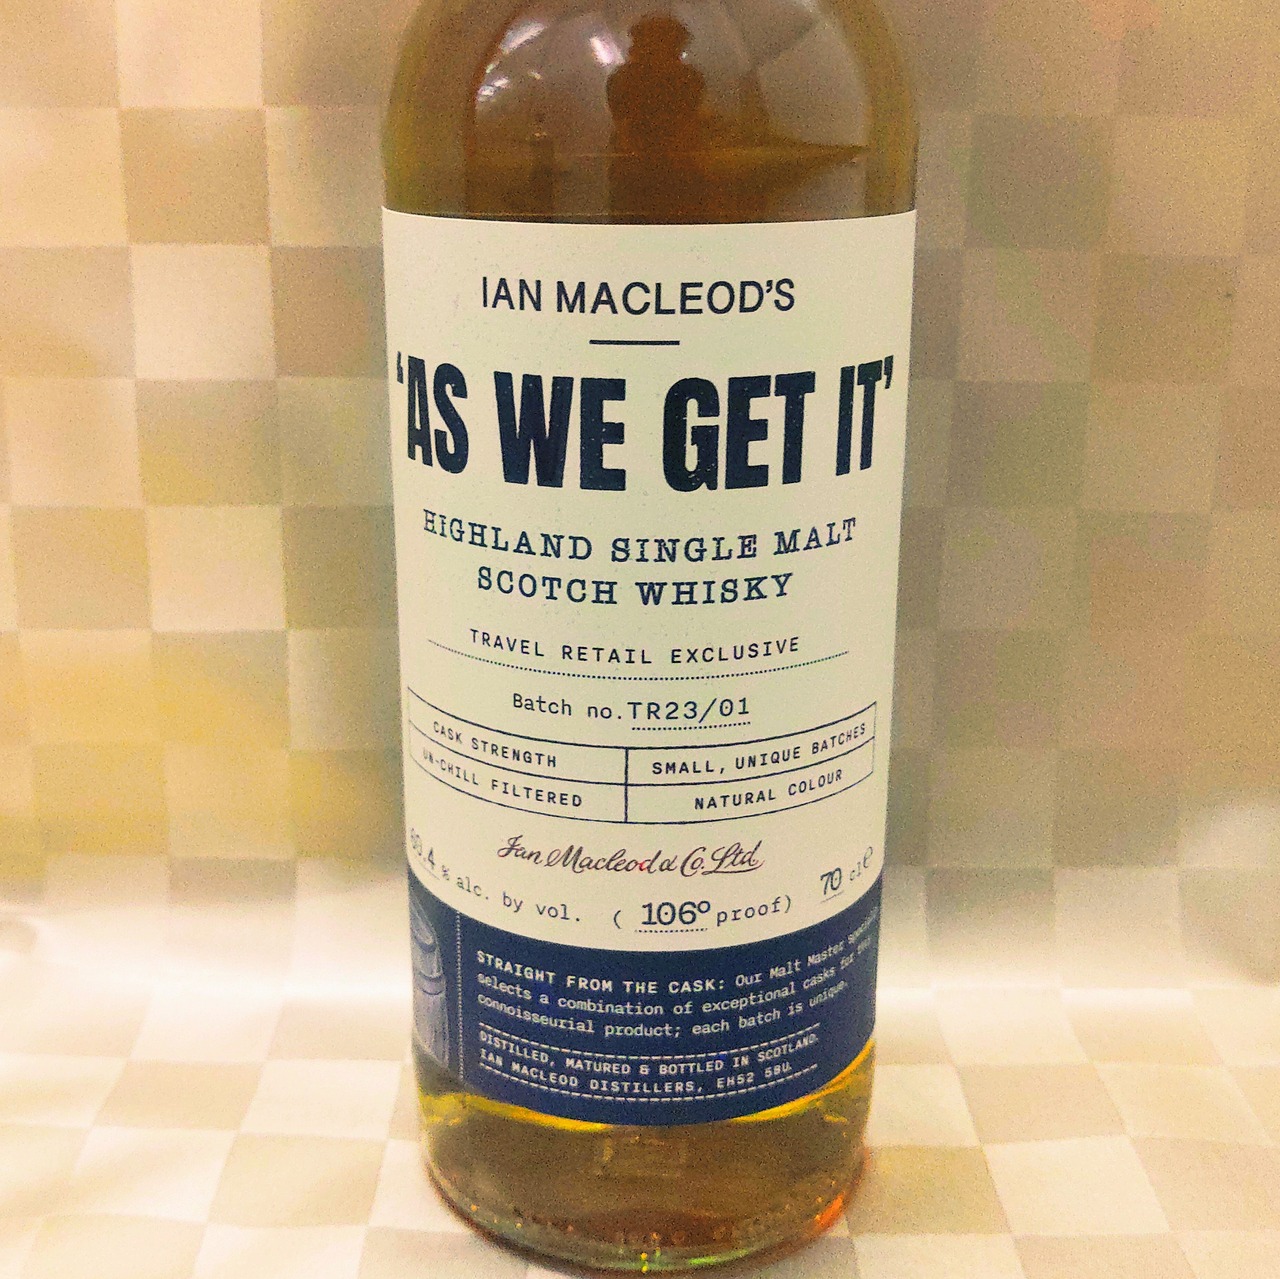 IAN MACLEOD'S
'AS WE GET IT'
HIGHLAND SINGLE MALT
SCOTCH WHISKY
TRAVEL RETAIL EXCLUSIVE
Batch no.TR23/01
CASK STRENGTH
SMALL, UNIQUE BATCHES
UN-CHILL FILTERED
NATURAL COLOUR
Ian Macleod & Co. Ltd.
60.4 % alc. by vol. ( 106º proof) 70 cl e
STRAIGHT FROM THE CASK: Our Malt Master
selects a combination of exceptional casks for
connoisseurial product; each batch is unique.
DISTILLED, MATURED & BOTTLED IN SCOTLAND.
IAN MACLEOD DISTILLERS, EH52 5BU.